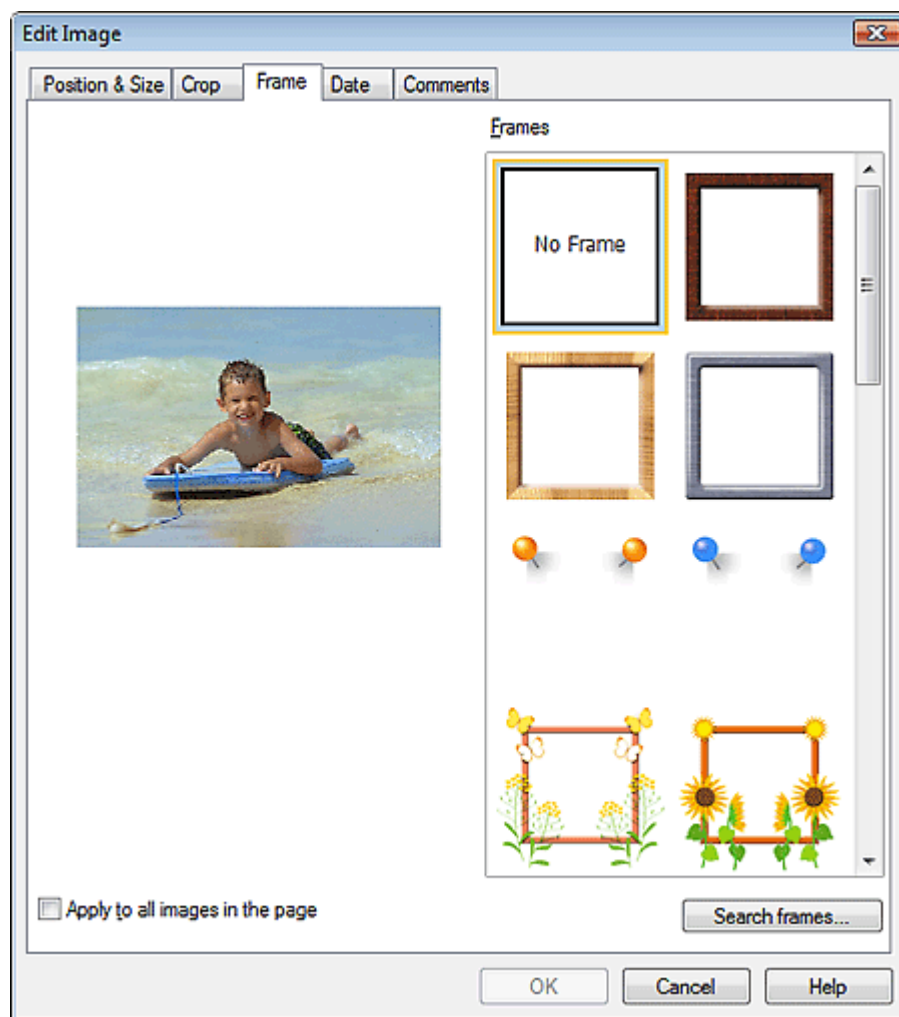 Edit Image
Position & Size Crop Frame Date Comments
Frames
No Frame
Apply to all images in the page
Search frames...
OK Cancel Help